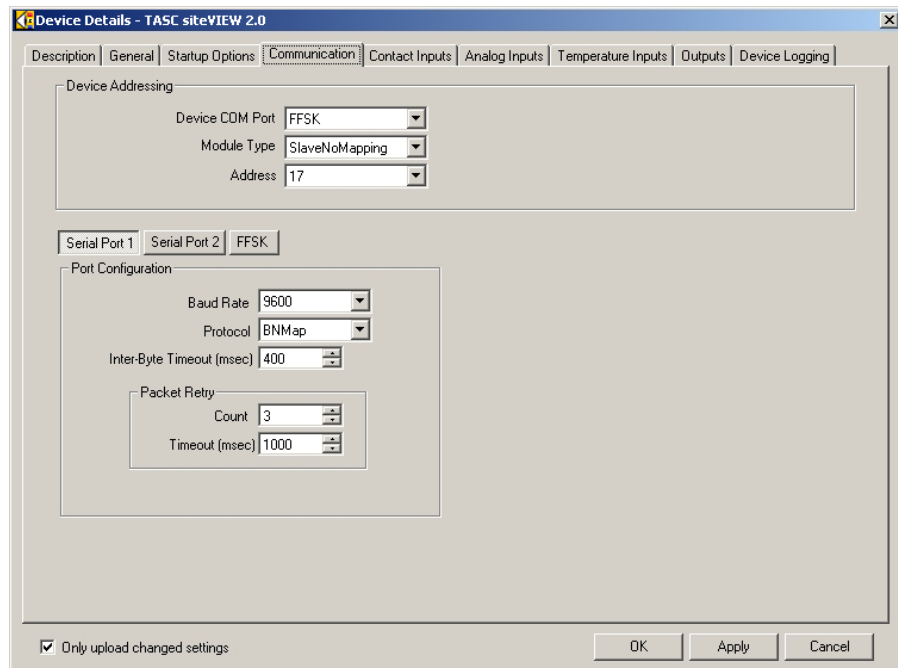 Device Details - TASC siteVIEW 2.0
Description General Startup Options Communication Contact Inputs Analog Inputs Temperature Inputs Outputs Device Logging
Device Addressing
Device COM Port FFSK
Module Type SlaveNoMapping
Address 17
Serial Port 1 Serial Port 2 FFSK
Port Configuration
Baud Rate 9600
Protocol BNMap
Inter-Byte Timeout (msec) 400
Packet Retry
Count 3
Timeout (msec) 1000
Only upload changed settings OK Apply Cancel